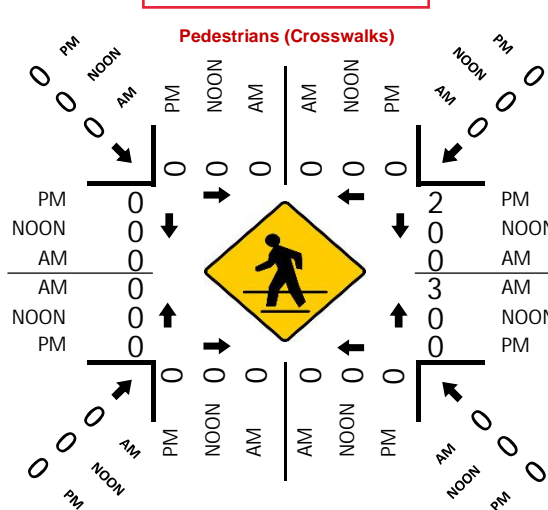 Pedestrians (Crosswalks)
PM NOON AM
0 0 0
PM NOON AM AM NOON PM
0 0 0 0 0 0
PM NOON AM
0 0 0
PM 0 2 PM
NOON 0 0 NOON
AM 0 0 AM
AM 0 3 AM
NOON 0 0 NOON
PM 0 0 PM
0 0 0 0 0 0
PM NOON AM AM NOON PM
0 0 0
AM NOON PM
0 0 0
AM NOON PM